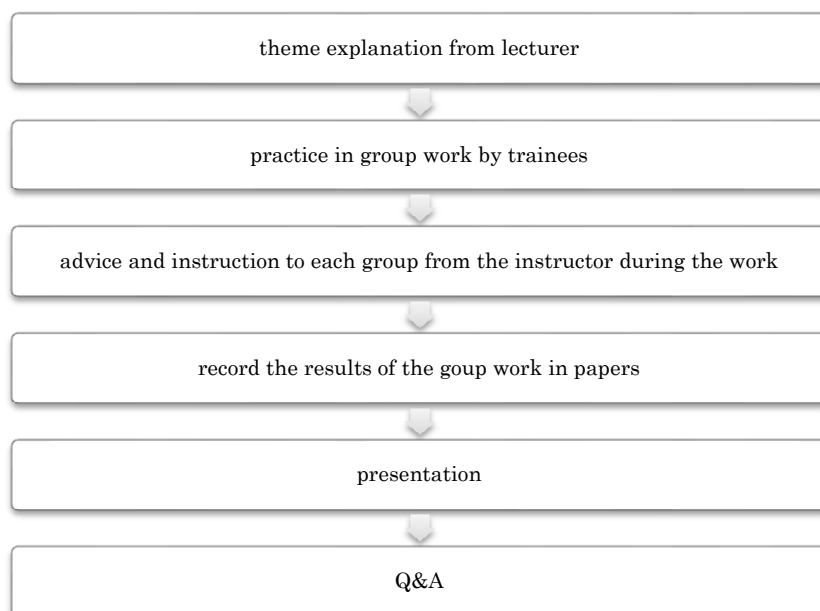 theme explanation from lecturer
practice in group work by trainees
advice and instruction to each group from the instructor during the work
record the results of the goup work in papers
presentation
Q&A